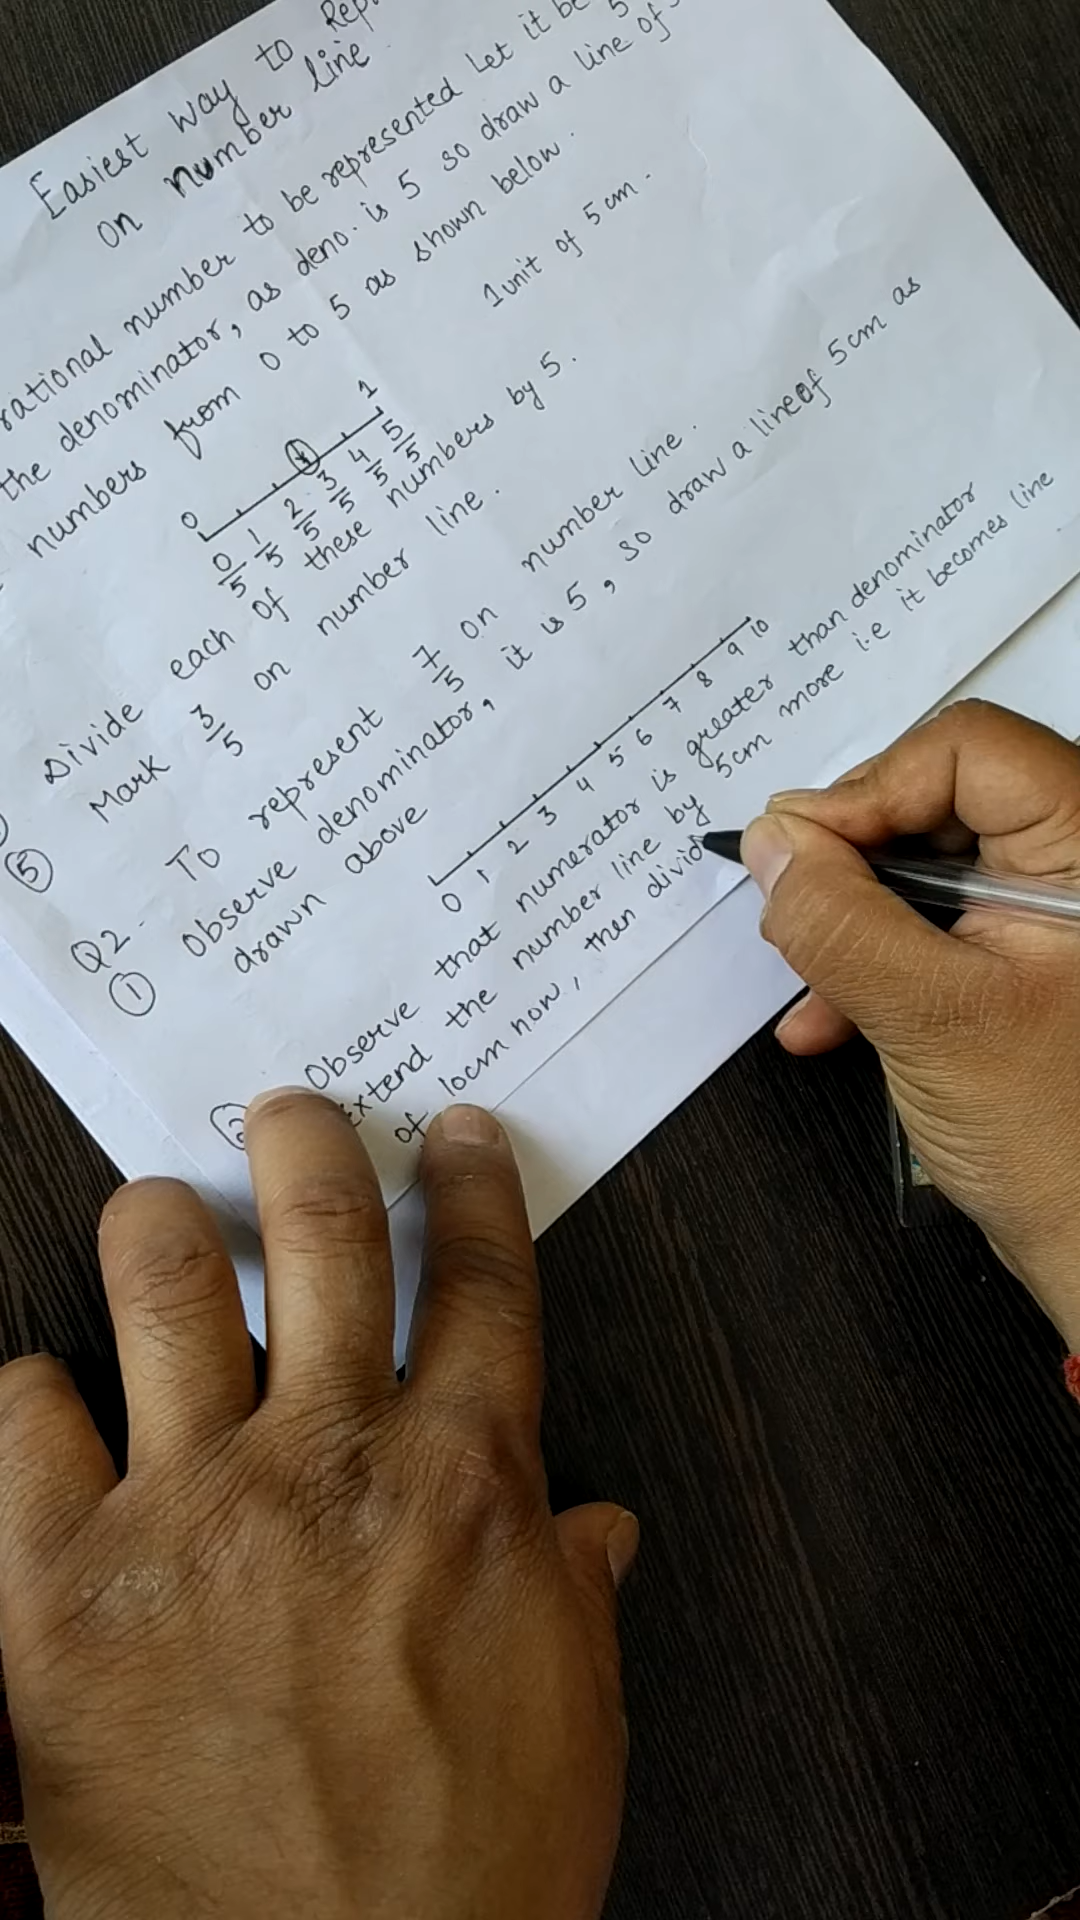 Easiest way to Rep
on number line
rational number to be represented Let it be
the denominator, as deno. is 5 so draw a line of 5
numbers from 0 to 5 as shown below.
1 unit of 5 cm.
0 1
0/5 1/5 2/5 3/5 4/5 5/5
Divide each of these numbers by 5.
5 Mark 3/5 on number line.
Q2- To represent 7/5 on number line.
1 Observe denominator, it is 5, so draw a line of 5cm as
drawn above
0 1 2 3 4 5 6 7 8 9 10
2 Observe that numerator is greater than denominator
Extend the number line by 5cm more i.e it becomes line
of 10cm now, then divid